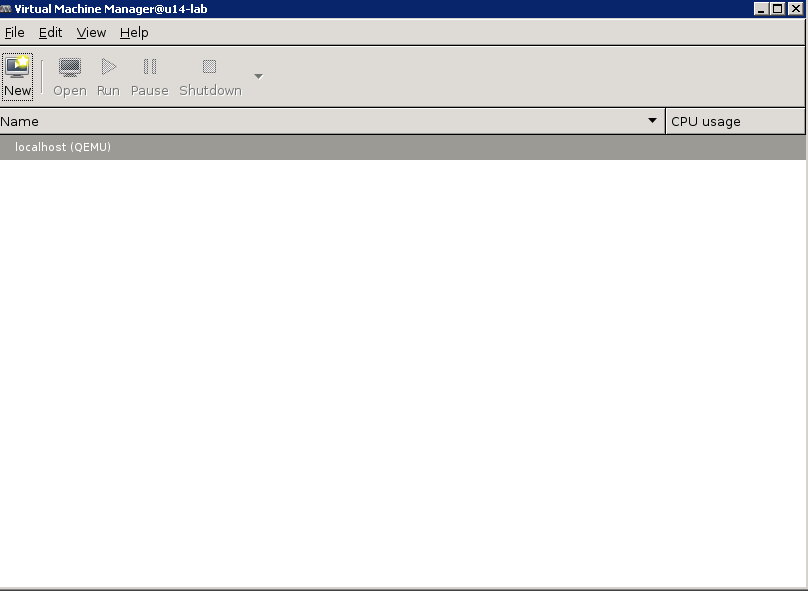 Virtual Machine Manager@u14-lab
File Edit View Help
New Open Run Pause Shutdown
Name CPU usage
localhost (QEMU)